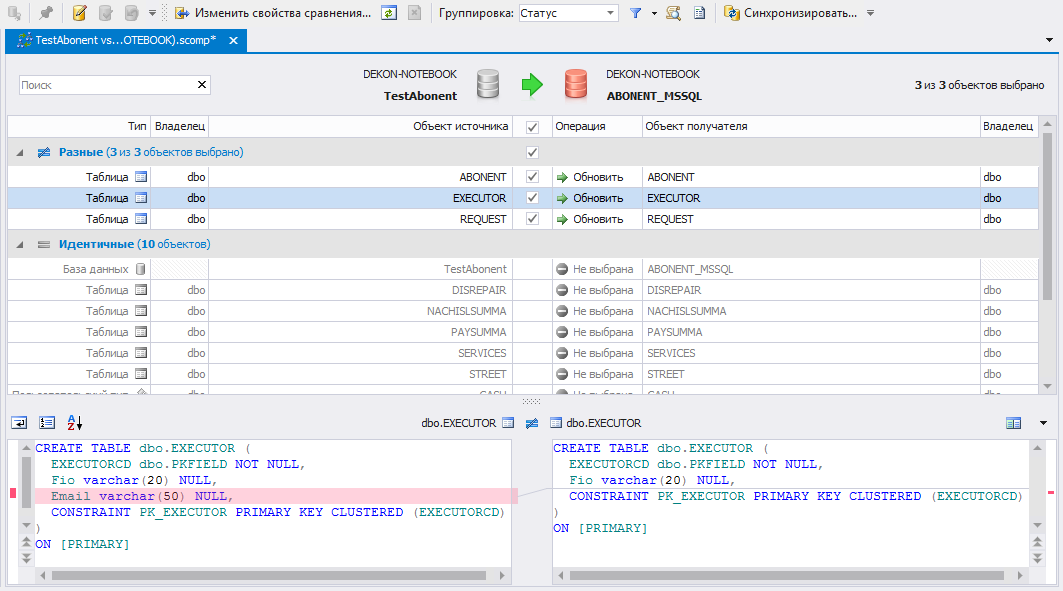 Изменить свойства сравнения... Группировка: Статус Синхронизировать...
TestAbonent vs...OTEBOOK).scomp*
Поиск
DEKON-NOTEBOOK
TestAbonent
DEKON-NOTEBOOK
ABONENT_MSSQL
3 из 3 объектов выбрано
Тип Владелец Объект источника Операция Объект получателя Владелец
Разные (3 из 3 объектов выбрано)
Таблица dbo ABONENT Обновить ABONENT dbo
Таблица dbo EXECUTOR Обновить EXECUTOR dbo
Таблица dbo REQUEST Обновить REQUEST dbo
Идентичные (10 объектов)
База данных TestAbonent Не выбрана ABONENT_MSSQL
Таблица dbo DISREPAIR Не выбрана DISREPAIR dbo
Таблица dbo NACHISLSUMMA Не выбрана NACHISLSUMMA dbo
Таблица dbo PAYSUMMA Не выбрана PAYSUMMA dbo
Таблица dbo SERVICES Не выбрана SERVICES dbo
Таблица dbo STREET Не выбрана STREET dbo
dbo.EXECUTOR dbo.EXECUTOR
CREATE TABLE dbo.EXECUTOR (
EXECUTORCD dbo.PKFIELD NOT NULL,
Fio varchar(20) NULL,
Email varchar(50) NULL,
CONSTRAINT PK_EXECUTOR PRIMARY KEY CLUSTERED (EXECUTORCD)
)
ON [PRIMARY]
CREATE TABLE dbo.EXECUTOR (
EXECUTORCD dbo.PKFIELD NOT NULL,
Fio varchar(20) NULL,
CONSTRAINT PK_EXECUTOR PRIMARY KEY CLUSTERED (EXECUTORCD)
)
ON [PRIMARY]